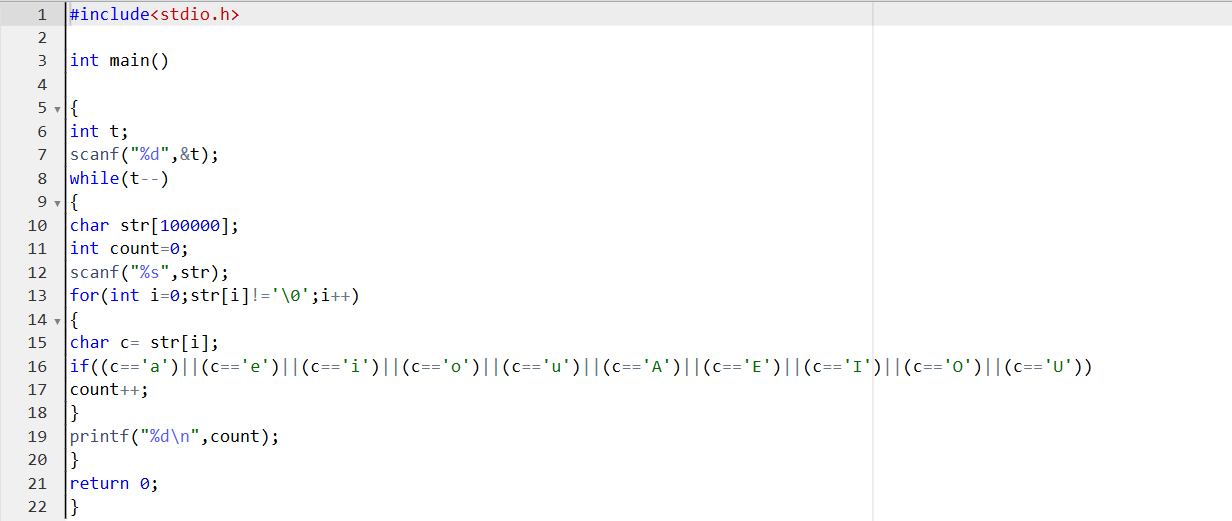 1 #include<stdio.h>
2
3 int main()
4
5 {
6 int t;
7 scanf("%d",&t);
8 while(t--)
9 {
10 char str[100000];
11 int count=0;
12 scanf("%s",str);
13 for(int i=0;str[i]!='\0';i++)
14 {
15 char c= str[i];
16 if((c=='a')||(c=='e')||(c=='i')||(c=='o')||(c=='u')||(c=='A')||(c=='E')||(c=='I')||(c=='O')||(c=='U'))
17 count++;
18 }
19 printf("%d\n",count);
20 }
21 return 0;
22 }